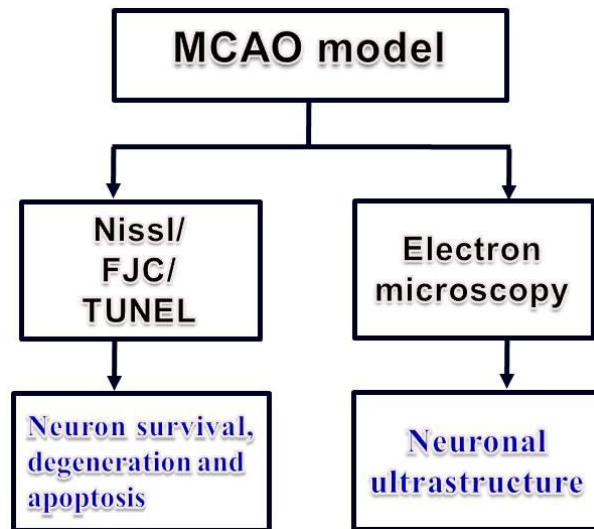 MCAO model
Nissl/
FJC/
TUNEL
Electron
microscopy
Neuron survival,
degeneration and
apoptosis
Neuronal
ultrastructure